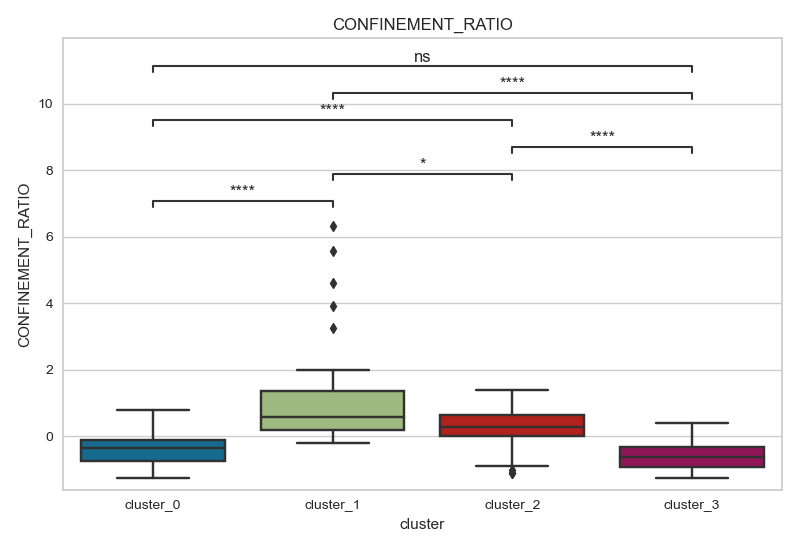 CONFINEMENT_RATIO
ns
****
****
****
*
****
CONFINEMENT_RATIO
10
8
6
4
2
0
cluster_0 cluster_1 cluster_2 cluster_3
cluster